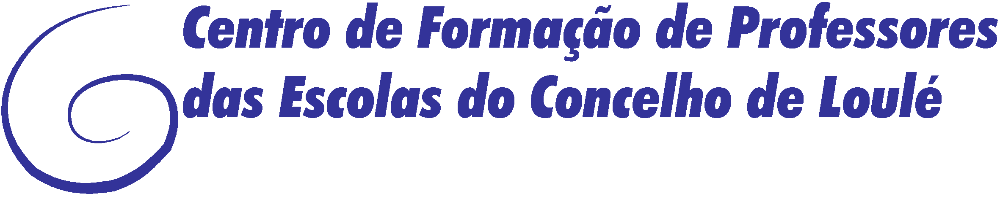 Centro de Formação de Professores
das Escolas do Concelho de Loulé